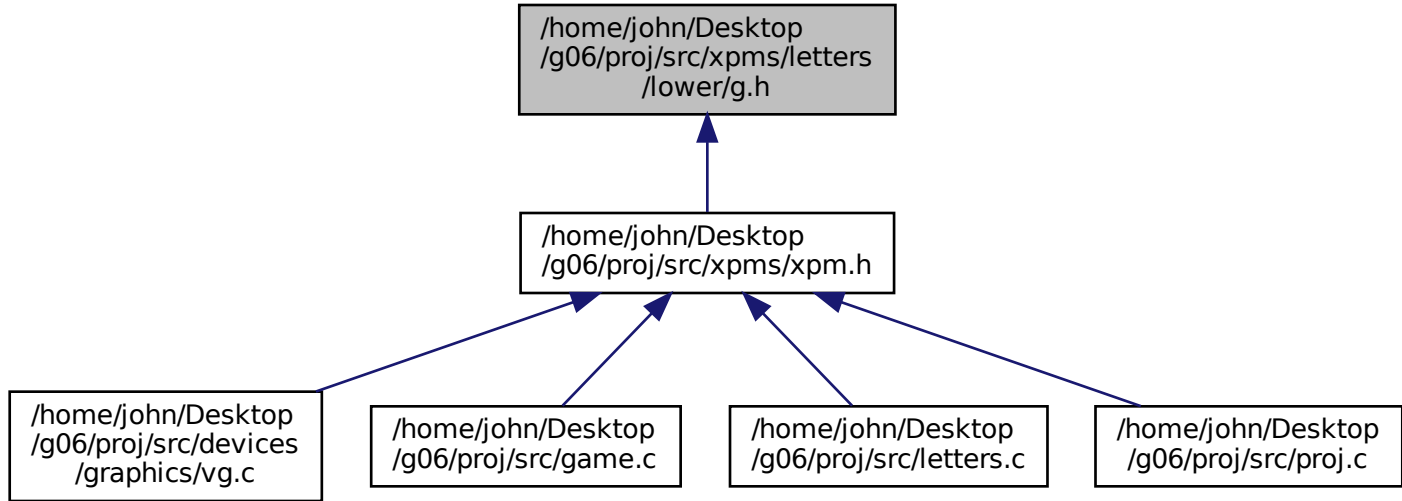 /home/john/Desktop
/g06/proj/src/xpms/letters
/lower/g.h
/home/john/Desktop
/g06/proj/src/xpms/xpm.h
/home/john/Desktop
/g06/proj/src/devices
/graphics/vg.c
/home/john/Desktop
/g06/proj/src/game.c
/home/john/Desktop
/g06/proj/src/letters.c
/home/john/Desktop
/g06/proj/src/proj.c